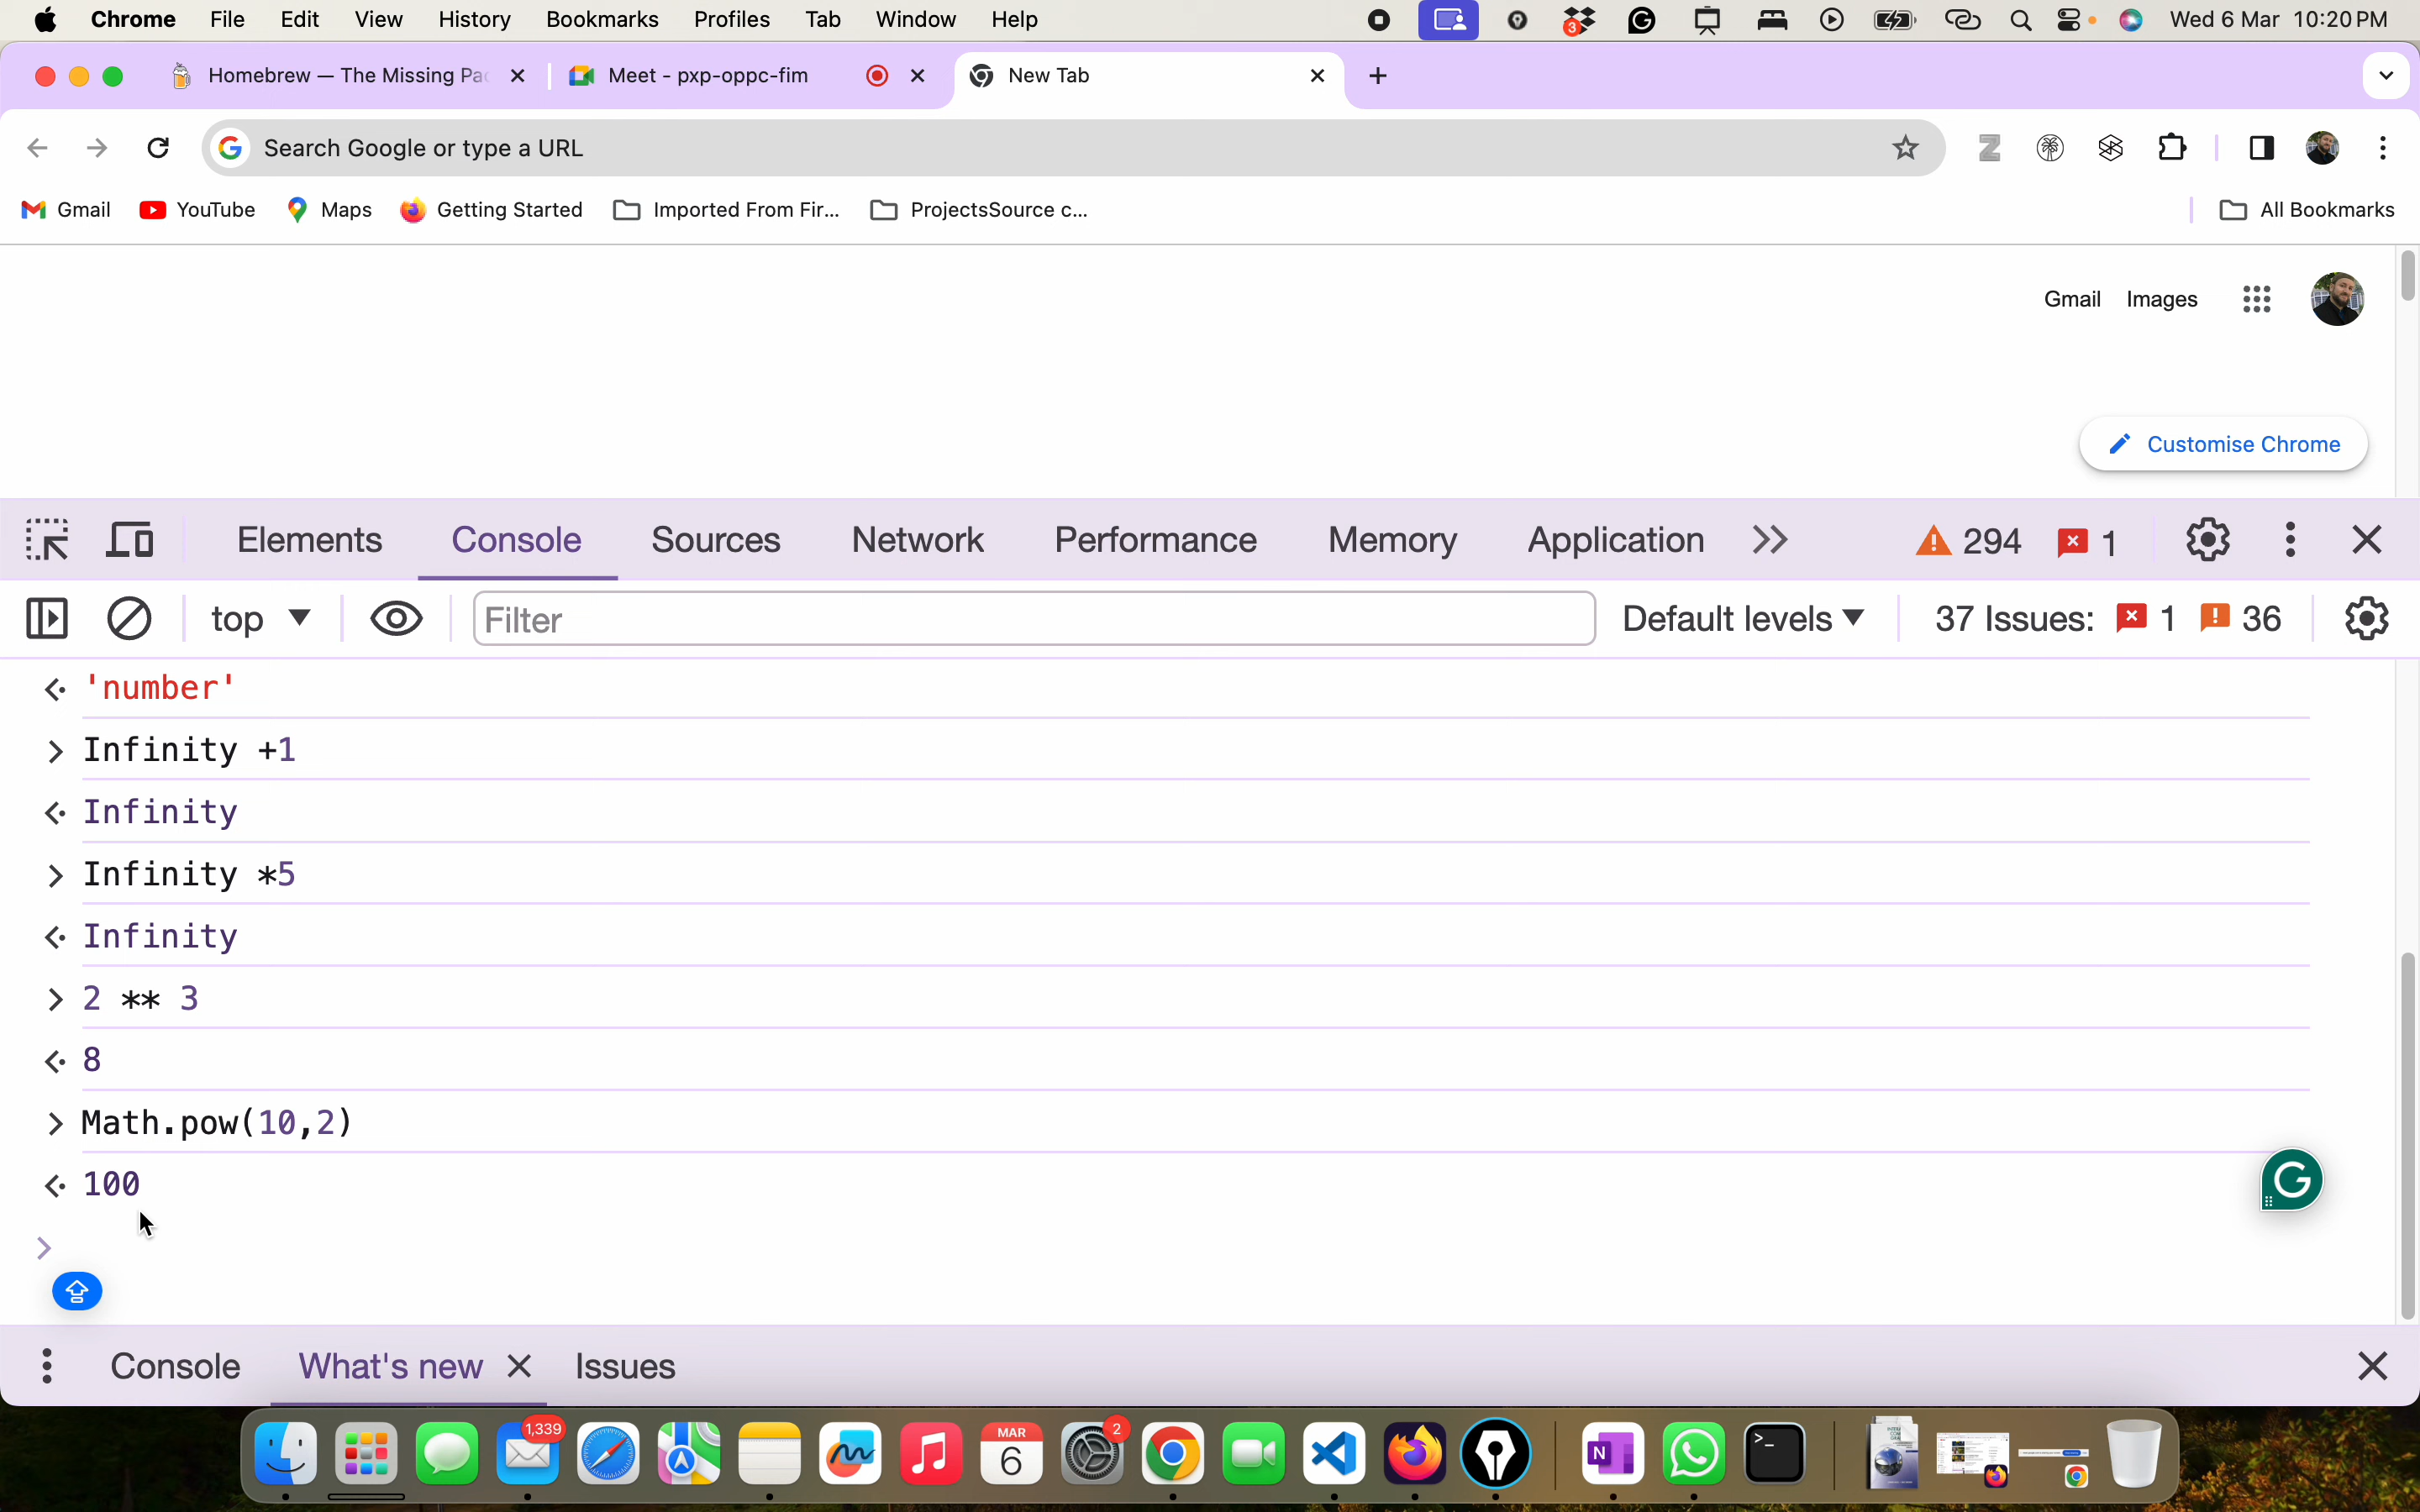 Chrome File Edit View History Bookmarks Profiles Tab Window Help 3 Wed 6 Mar 10:20 PM
Homebrew — The Missing Pac Meet - pxp-oppc-fim New Tab
Search Google or type a URL
Gmail YouTube Maps Getting Started Imported From Fir... ProjectsSource c... All Bookmarks
Gmail Images
Customise Chrome
Elements Console Sources Network Performance Memory Application 294 1
top Filter Default levels 37 Issues: 1 36
'number'
Infinity +1
Infinity
Infinity *5
Infinity
2 ** 3
8
Math.pow(10,2)
100
Console What's new Issues
1,339 MAR 6 2